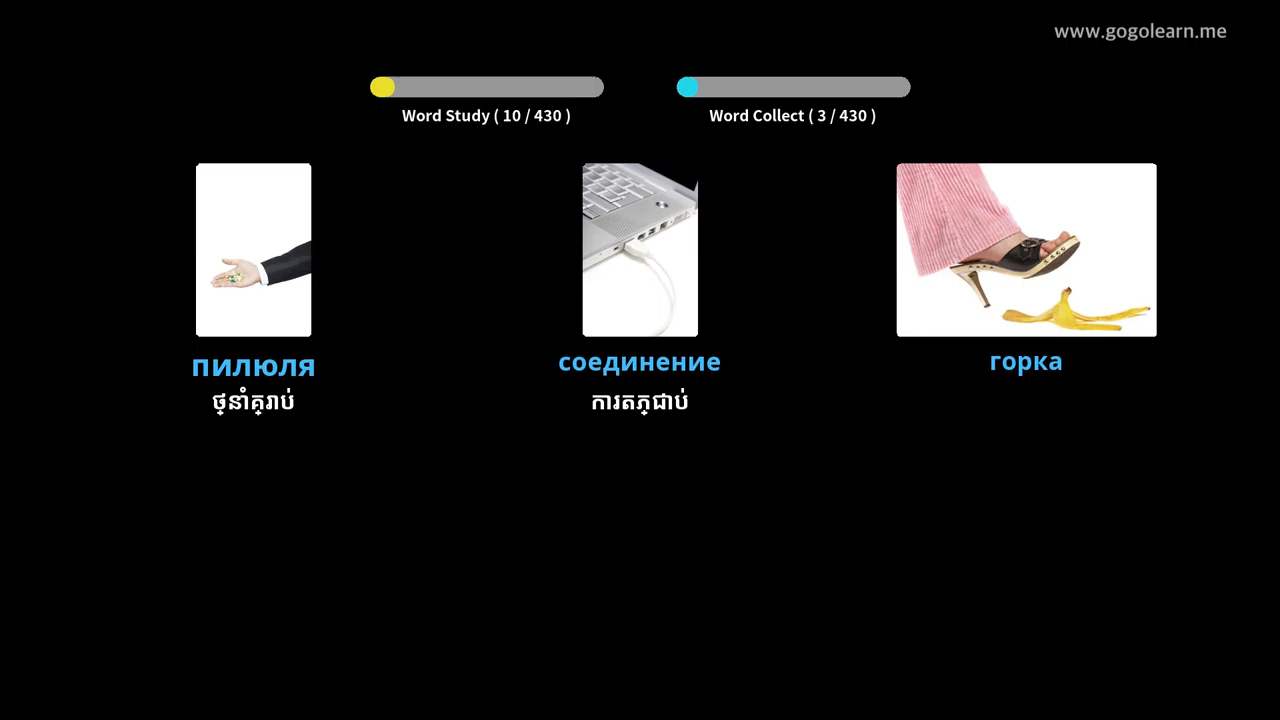 www.gogolearn.me
Word Study ( 10 / 430 )
Word Collect ( 3 / 430 )
пилюля
соединение
горка
ថ្នាំគ្រាប់
ការតភ្ជាប់